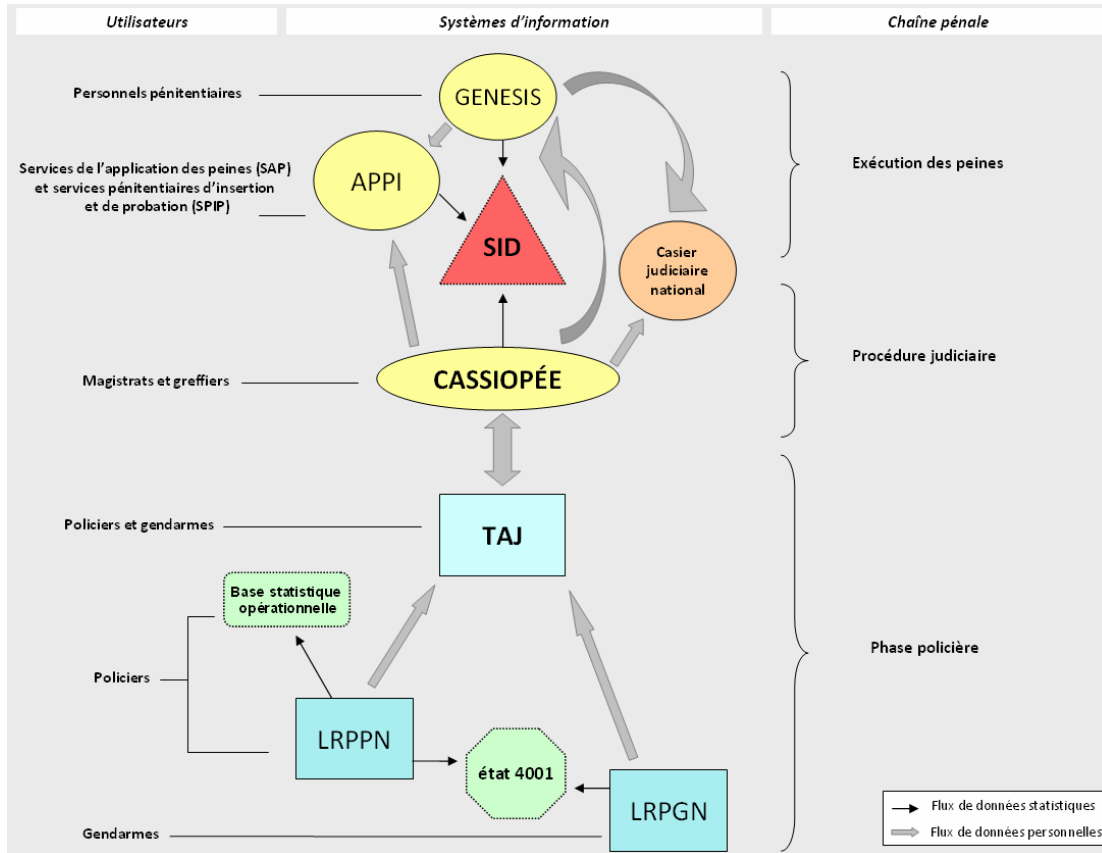 Utilisateurs
Systèmes d'information
Chaîne pénale
Personnels pénitentiaires
GENESIS
Services de l'application des peines (SAP)
et services pénitentiaires d'insertion
et de probation (SPIP)
APPI
SID
Casier
judiciaire
national
Exécution des peines
Magistrats et greffiers
CASSIOPÉE
Procédure judiciaire
Policiers et gendarmes
TAJ
Base statistique
opérationnelle
Policiers
LRPPN
état 4001
LRPGN
Gendarmes
Phase policière
Flux de données statistiques
Flux de données personnelles